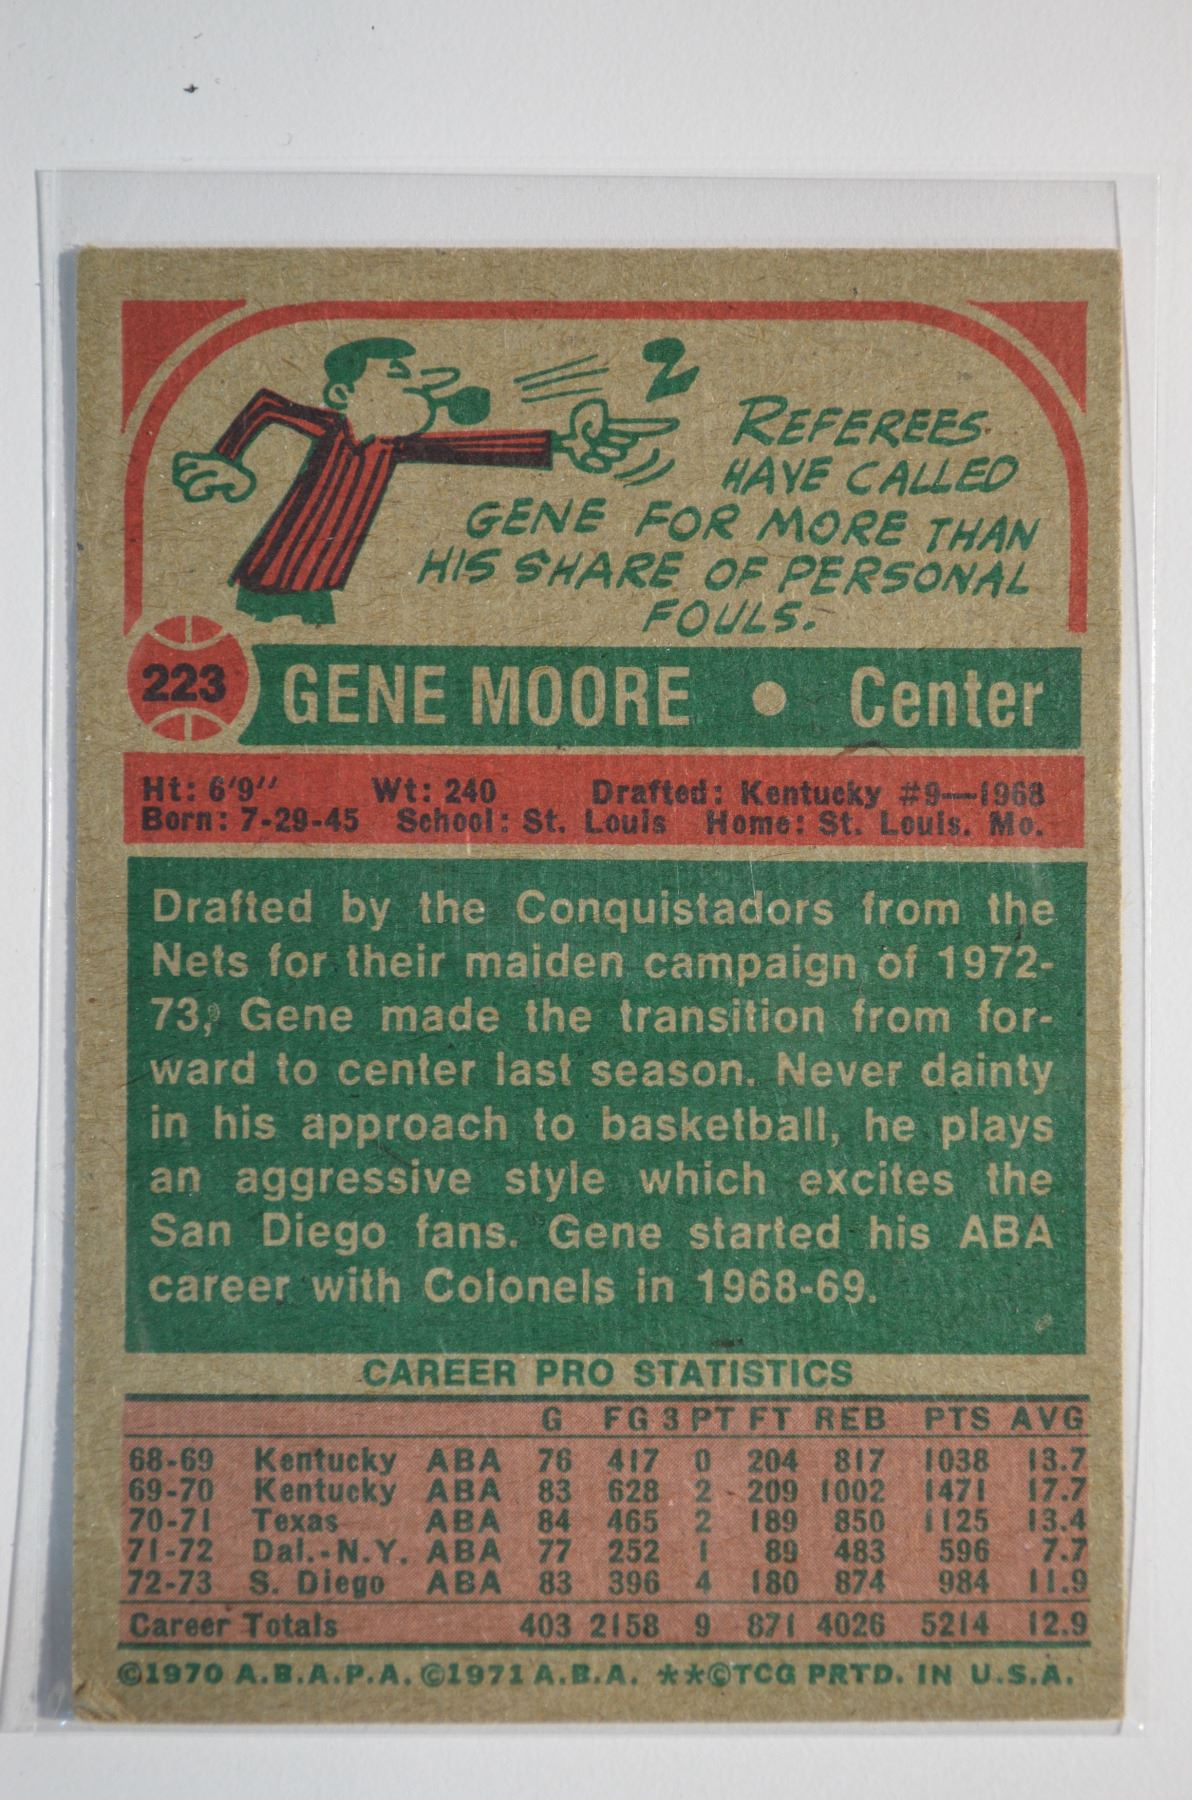 2
REFEREES
HAVE CALLED
GENE FOR MORE THAN
HIS SHARE OF PERSONAL
FOULS.
223 GENE MOORE • Center
Ht: 6'9" Wt: 240 Drafted: Kentucky #9—1968
Born: 7-29-45 School: St. Louis Home: St. Louis. Mo.
Drafted by the Conquistadors from the
Nets for their maiden campaign of 1972-
73, Gene made the transition from for-
ward to center last season. Never dainty
in his approach to basketball, he plays
an aggressive style which excites the
San Diego fans. Gene started his ABA
career with Colonels in 1968-69.
CAREER PRO STATISTICS
G FG 3 PT FT REB PTS AVG
68-69 Kentucky ABA 76 417 0 204 817 1038 13.7
69-70 Kentucky ABA 83 628 2 209 1002 1471 17.7
70-71 Texas ABA 84 465 2 189 850 1125 13.4
71-72 Dal.-N.Y. ABA 77 252 1 89 483 596 7.7
72-73 S. Diego ABA 83 396 4 180 874 984 11.9
Career Totals 403 2158 9 871 4026 5214 12.9
©1970 A.B.A.P.A. ©1971 A.B.A. **©TCG PRTD. IN U.S.A.